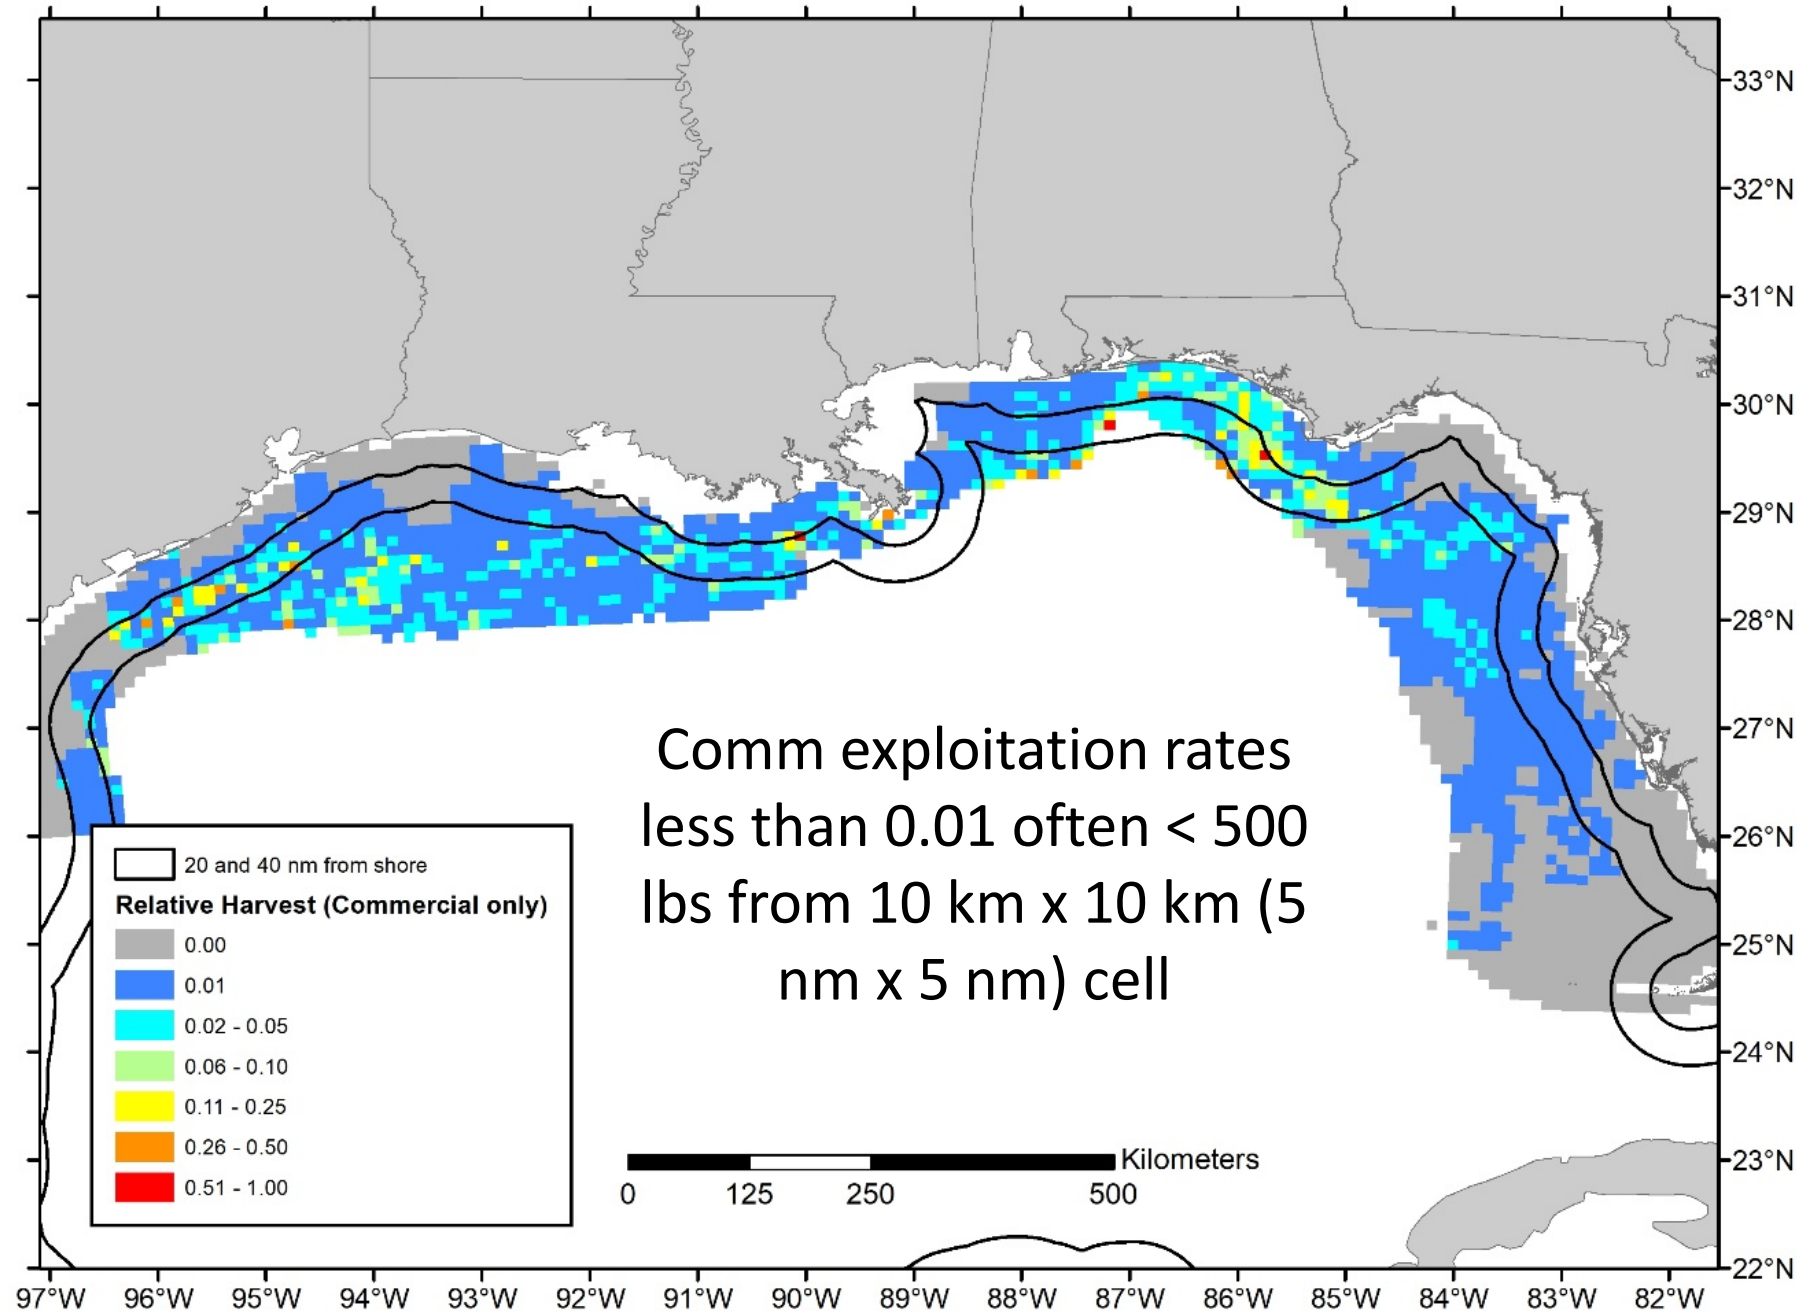 33°N
32°N
31°N
30°N
29°N
28°N
27°N
26°N
25°N
24°N
23°N
22°N
Comm exploitation rates
less than 0.01 often < 500
lbs from 10 km x 10 km (5
nm x 5 nm) cell
20 and 40 nm from shore
Relative Harvest (Commercial only)
0.00
0.01
0.02 - 0.05
0.06 - 0.10
0.11 - 0.25
0.26 - 0.50
0.51 - 1.00
Kilometers
0 125 250 500
97°W 96°W 95°W 94°W 93°W 92°W 91°W 90°W 89°W 88°W 87°W 86°W 85°W 84°W 83°W 82°W